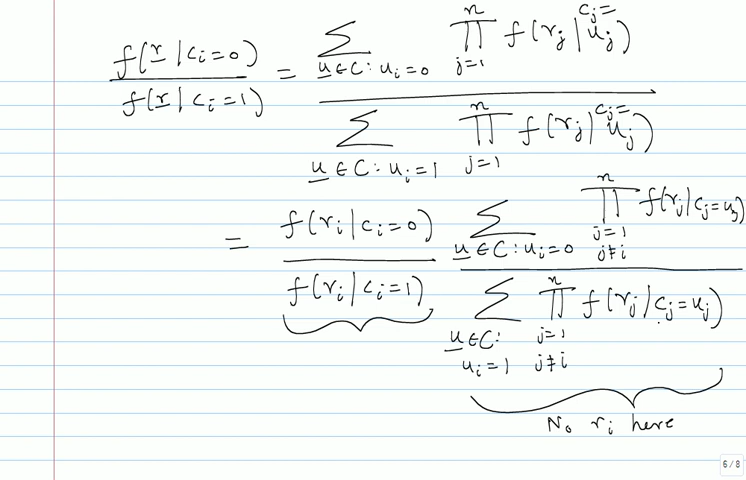 f(r|c_i=0) / f(r|c_i=1) = Σ_{u∈C: u_i=0} ∏_{j=1}^{n} f(r_j|c_j=u_j) / Σ_{u∈C: u_i=1} ∏_{j=1}^{n} f(r_j|c_j=u_j)
= f(r_i|c_i=0) / f(r_i|c_i=1) Σ_{u∈C: u_i=0} ∏_{j=1, j≠i}^{n} f(r_j|c_j=u_j) / Σ_{u∈C: u_i=1} ∏_{j=1, j≠i}^{n} f(r_j|c_j=u_j)
No r_i here
6/8